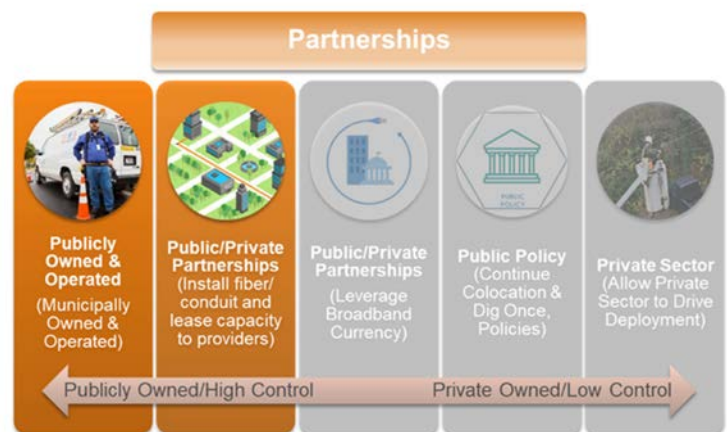 Partnerships
Publicly
Owned &
Operated
(Municipally
Owned &
Operated)
Public/Private
Partnerships
(Install fiber/
conduit and
lease capacity
to providers)
Public/Private
Partnerships
(Leverage
Broadband
Currency)
PUBLIC
POLICY
Public Policy
(Continue
Colocation &
Dig Once,
Policies)
Private Sector
(Allow Private
Sector to Drive
Deployment)
Publicly Owned/High Control
Private Owned/Low Control